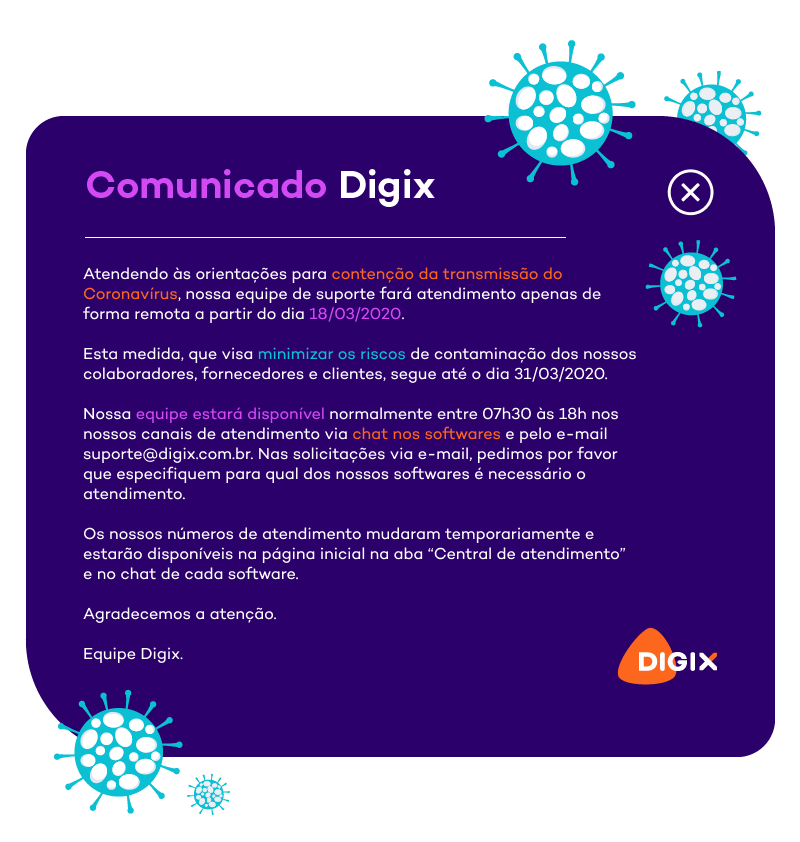 Comunicado Digix
Atendendo às orientações para contenção da transmissão do
Coronavírus, nossa equipe de suporte fará atendimento apenas de
forma remota a partir do dia 18/03/2020.
Esta medida, que visa minimizar os riscos de contaminação dos nossos
colaboradores, fornecedores e clientes, segue até o dia 31/03/2020.
Nossa equipe estará disponível normalmente entre 07h30 às 18h nos
nossos canais de atendimento via chat nos softwares e pelo e-mail
suporte@digix.com.br. Nas solicitações via e-mail, pedimos por favor
que especifiquem para qual dos nossos softwares é necessário o
atendimento.
Os nossos números de atendimento mudaram temporariamente e
estarão disponíveis na página inicial na aba “Central de atendimento”
e no chat de cada software.
Agradecemos a atenção.
Equipe Digix.
DIGIX